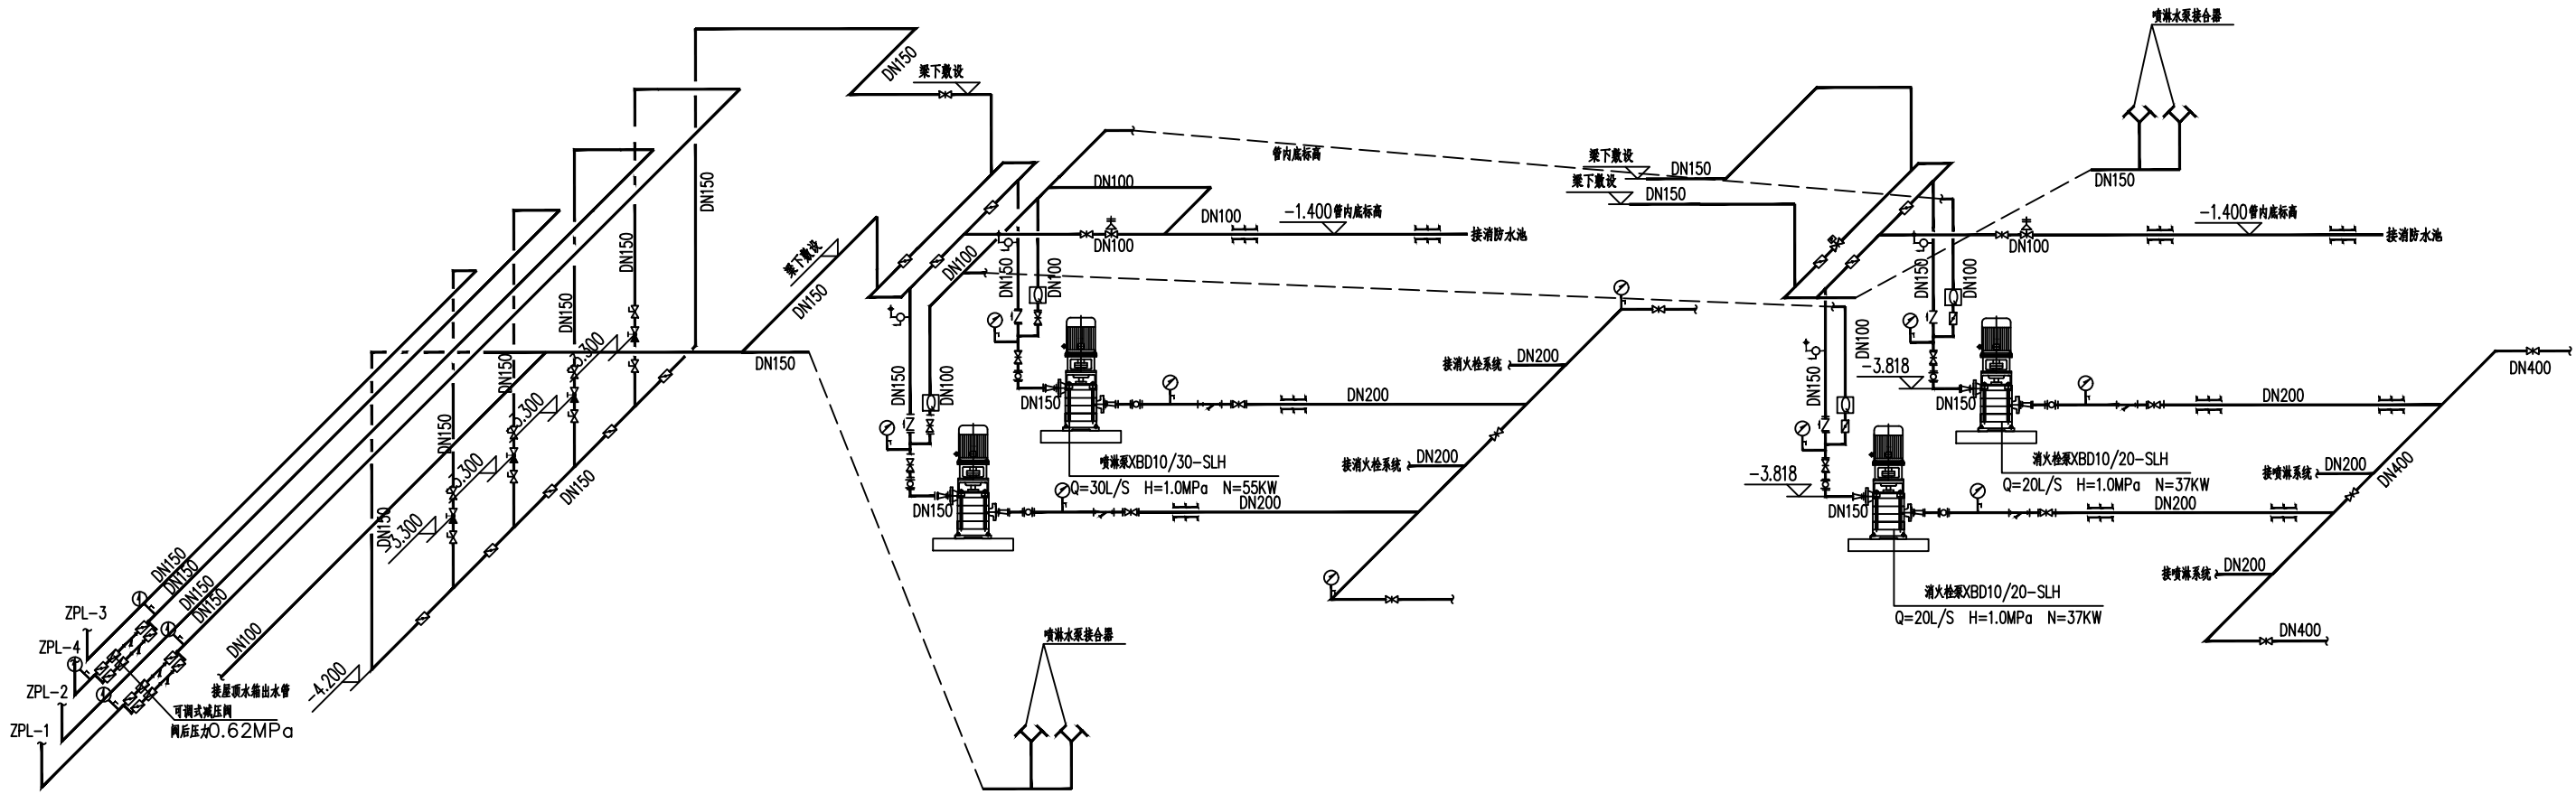 喷淋水泵接合器
DN150
梁下敷设
管内底标高
梁下敷设
DN150
梁下敷设
DN150
DN150
DN150
DN100
DN100
-1.400管内底标高
DN100
接消防水池
-1.400管内底标高
DN100
接消防水池
DN150
DN150
梁下敷设
DN150
DN100
DN150
DN100
DN150
DN100
DN150
-3.300
DN150
DN150
DN150
-3.300
DN150
DN100
接消火栓系统
DN200
DN100
DN150
-3.818
DN400
DN150
DN200
DN150
DN200
-3.300
DN150
喷淋泵XBD10/30-SLH
Q=30L/S H=1.0MPa N=55KW
接消火栓系统
DN200
消火栓泵XBD10/20-SLH
Q=20L/S H=1.0MPa N=37KW
接喷淋系统
DN200
DN400
-3.818
DN150
DN150
DN200
DN150
DN200
DN150
-3.300
DN150
DN150
DN150
DN150
接喷淋系统
DN200
消火栓泵XBD10/20-SLH
Q=20L/S H=1.0MPa N=37KW
ZPL-3
ZPL-4
ZPL-2
ZPL-1
DN100
接屋顶水箱出水管
-4.200
可调式减压阀
阀后压力0.62MPa
喷淋水泵接合器
DN400